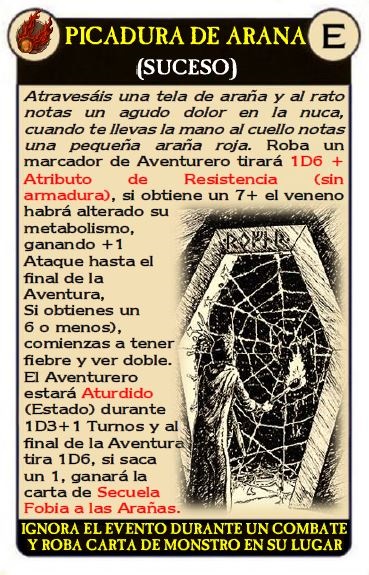 PICADURA DE ARANA
E
(SUCESO)
Atravesáis una tela de araña y al rato
notas un agudo dolor en la nuca,
cuando te llevas la mano al cuello notas
una pequeña araña roja. Roba un
marcador de Aventurero tirará 1D6 +
Atributo de Resistencia (sin
armadura), si obtiene un 7+ el veneno
habrá alterado su
metabolismo,
ganando +1
Ataque hasta el
final de la
Aventura,
Si obtienes un
6 o menos),
comienzas a tener
fiebre y ver doble.
El Aventurero
estará Aturdido
(Estado) durante
1D3+1 Turnos y al
final de la Aventura
tira 1D6, si saca
un 1, ganará la
carta de Secuela
Fobia a las Arañas.
IGNORA EL EVENTO DURANTE UN COMBATE
Y ROBA CARTA DE MONSTRO EN SU LUGAR